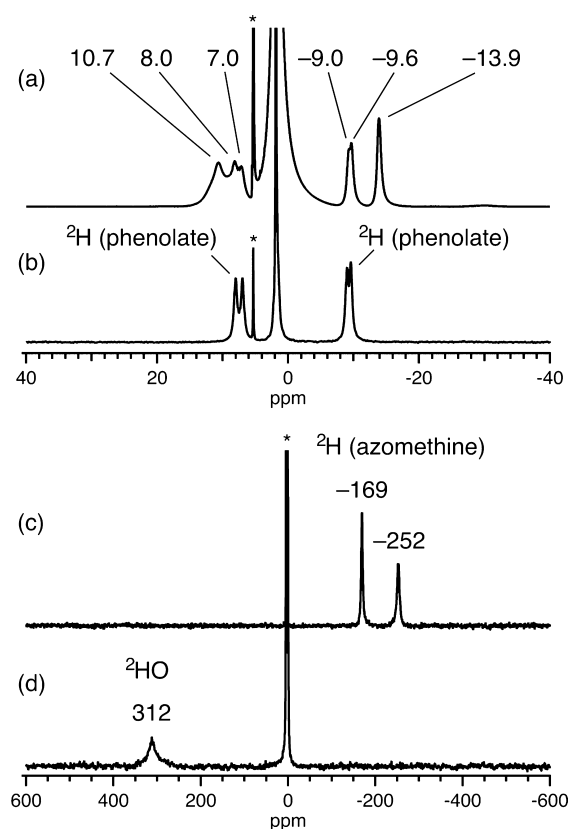 *
10.7 8.0 7.0 –9.0 –9.6 –13.9
(a)
²H (phenolate) * ²H (phenolate)
(b)
40 20 0 -20 -40
ppm
* ²H (azomethine)
–169
(c) –252
²HO
(d)
312
600 400 200 0 -200 -400 -600
ppm